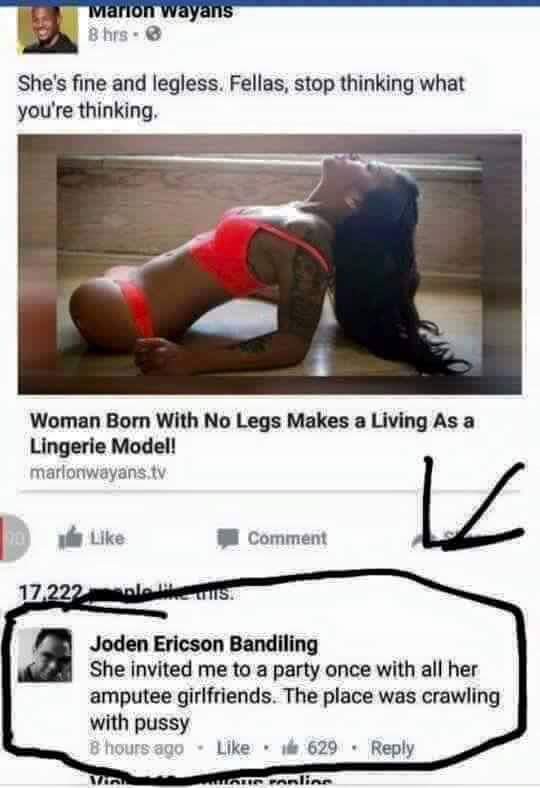 Marlon Wayans
8 hrs •
She's fine and legless. Fellas, stop thinking what
you're thinking.
Woman Born With No Legs Makes a Living As a
Lingerie Model!
marlonwayans.tv
Like Comment
17,222 people like this.
Joden Ericson Bandiling
She invited me to a party once with all her
amputee girlfriends. The place was crawling
with pussy
8 hours ago • Like • 629 • Reply
replies